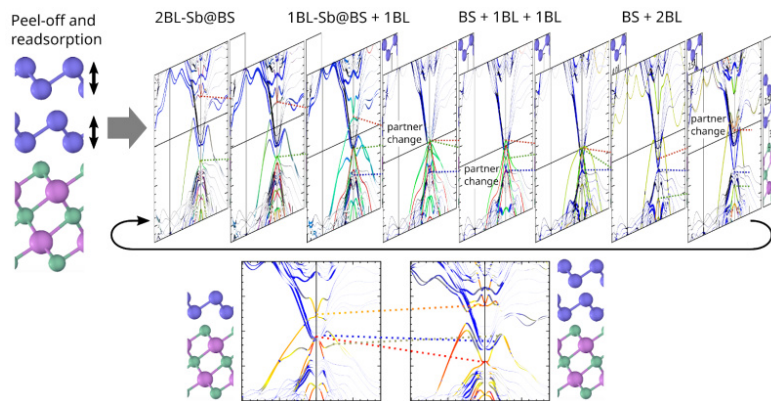 Peel-off and
readsorption
2BL-Sb@BS
1BL-Sb@BS + 1BL
BS + 1BL + 1BL
BS + 2BL
partner
change
partner
change
partner
change